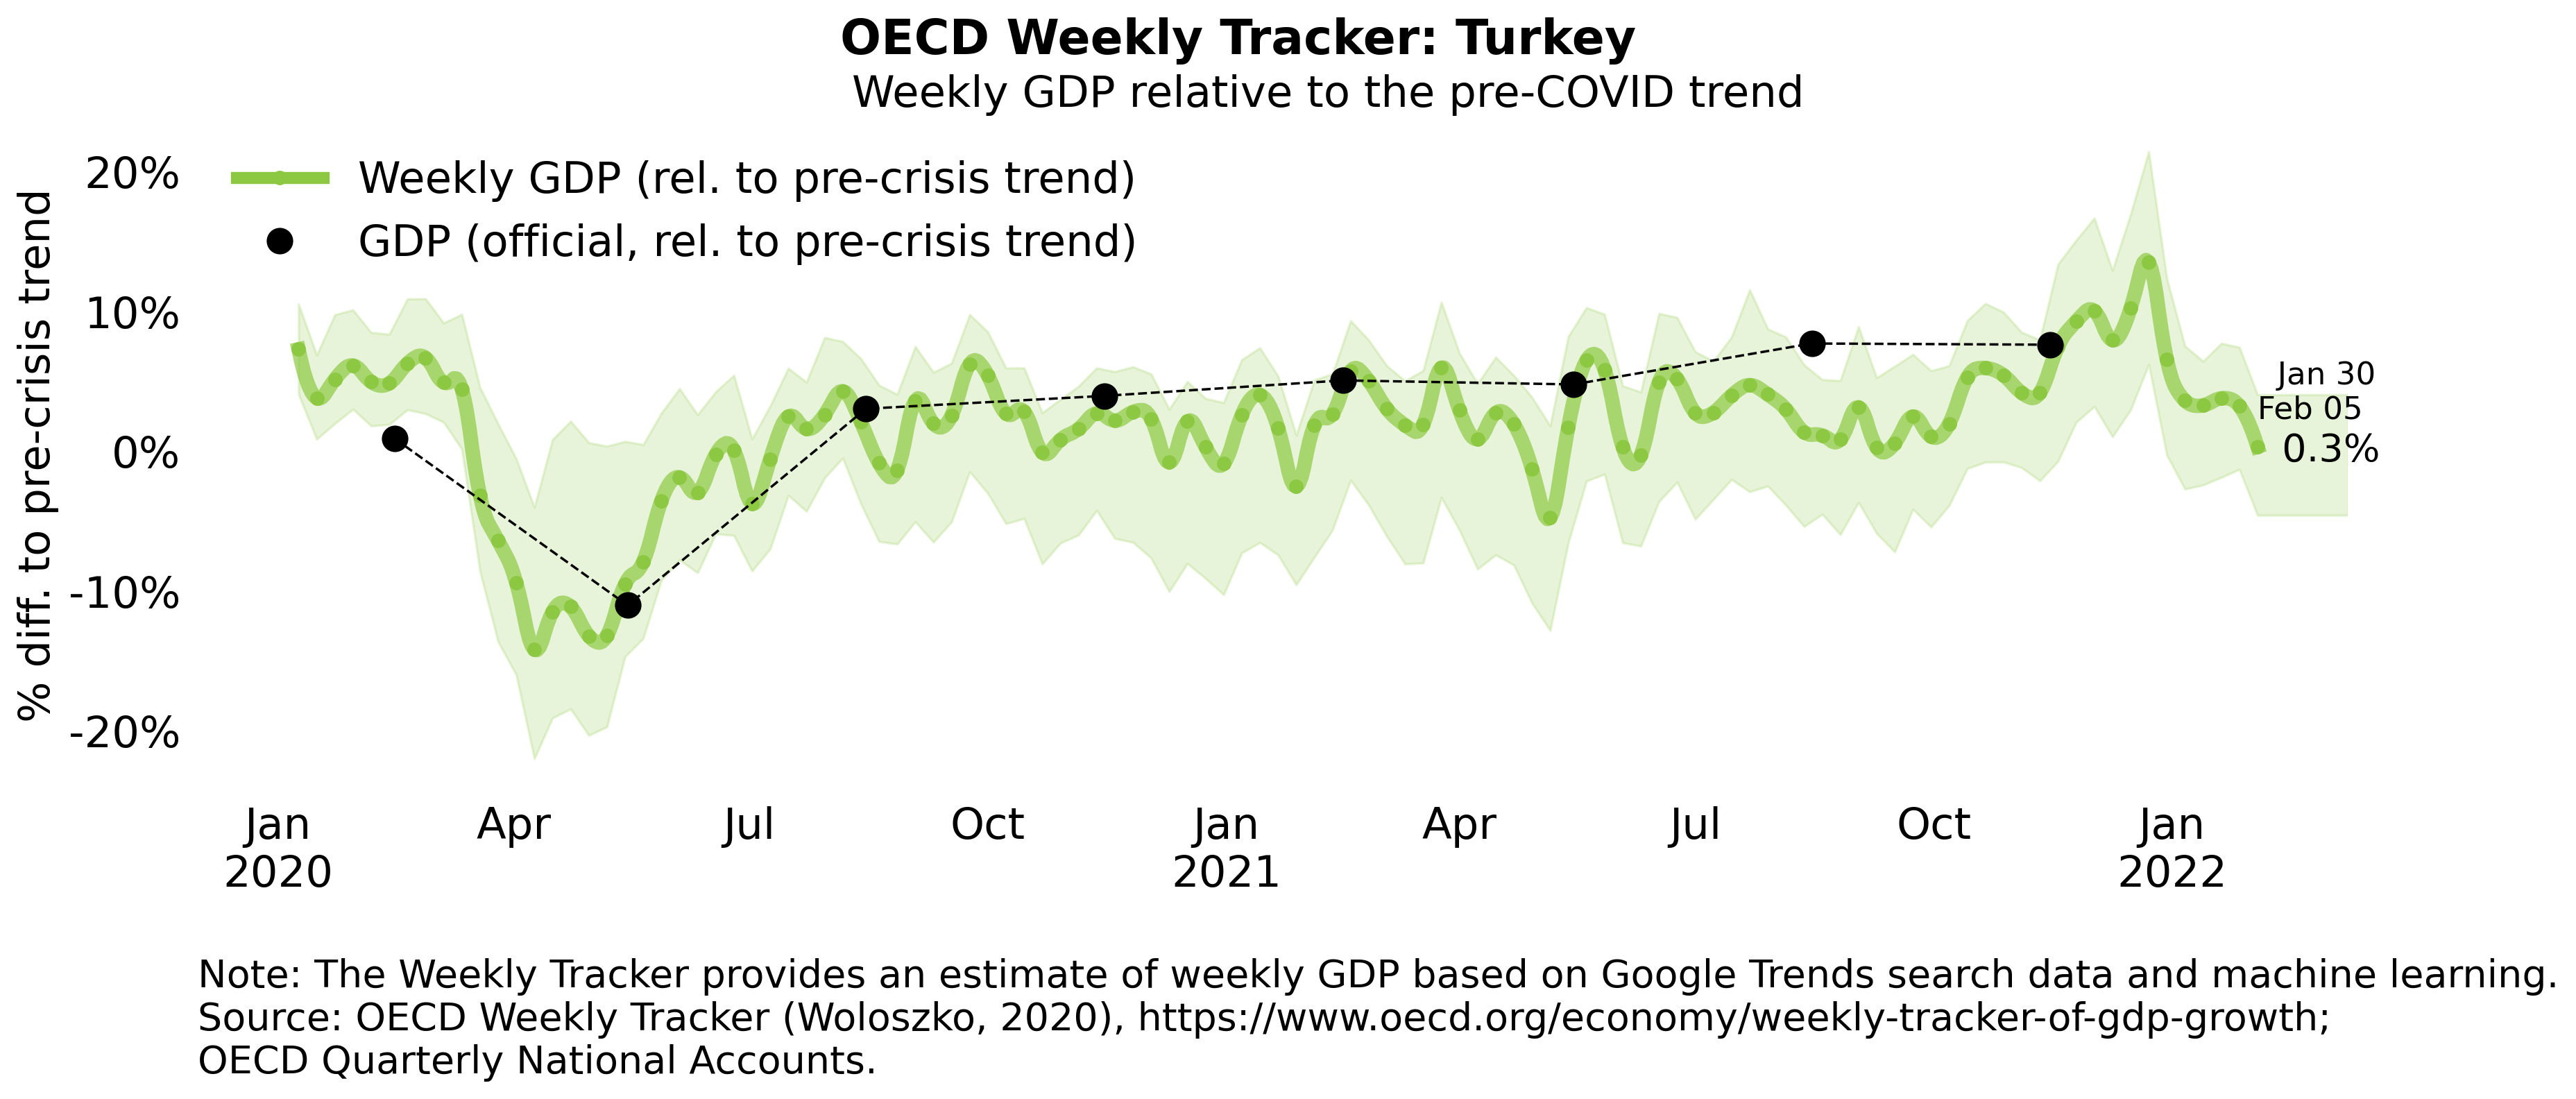 OECD Weekly Tracker: Turkey
Weekly GDP relative to the pre-COVID trend
% diff. to pre-crisis trend
20%
10%
0%
-10%
-20%
Weekly GDP (rel. to pre-crisis trend)
GDP (official, rel. to pre-crisis trend)
Jan 30
Feb 05
0.3%
Jan Apr Jul Oct Jan Apr Jul Oct Jan
2020 2021 2022
Note: The Weekly Tracker provides an estimate of weekly GDP based on Google Trends search data and machine learning.
Source: OECD Weekly Tracker (Woloszko, 2020), https://www.oecd.org/economy/weekly-tracker-of-gdp-growth;
OECD Quarterly National Accounts.